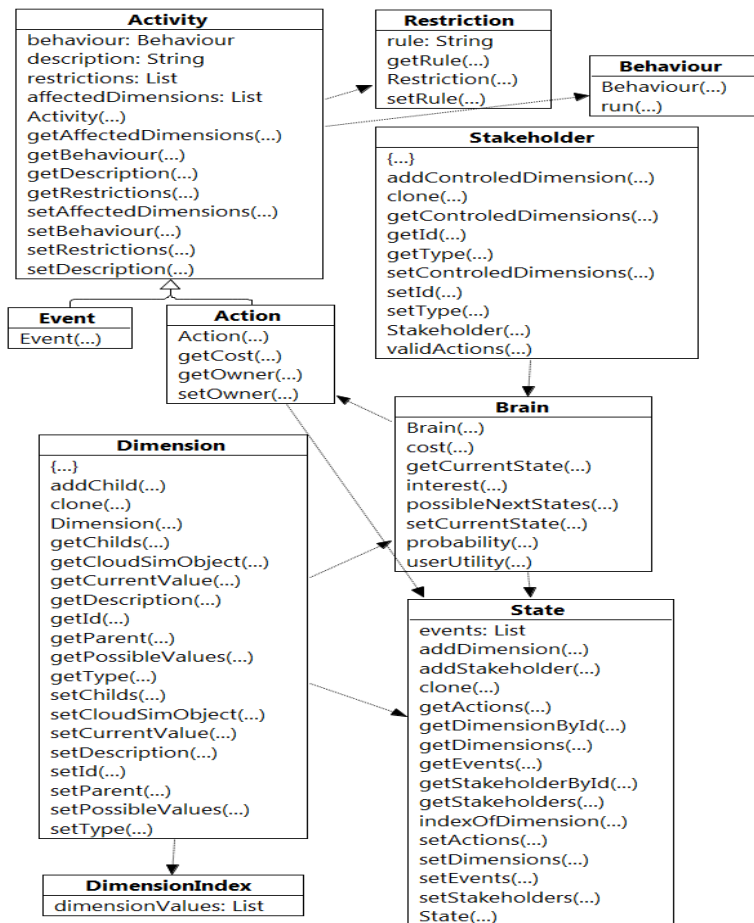 Activity
behaviour: Behaviour
description: String
restrictions: List
affectedDimensions: List
Activity(...)
getAffectedDimensions(...)
getBehaviour(...)
getDescription(...)
getRestrictions(...)
setAffectedDimensions(...)
setBehaviour(...)
setRestrictions(...)
setDescription(...)
Restriction
rule: String
getRule(...)
Restriction(...)
setRule(...)
Behaviour
Behaviour(...)
run(...)
Stakeholder
{...}
addControledDimension(...)
clone(...)
getControledDimensions(...)
getId(...)
getType(...)
setControledDimensions(...)
setId(...)
setType(...)
Stakeholder(...)
validActions(...)
Event
Event(...)
Action
Action(...)
getCost(...)
getOwner(...)
setOwner(...)
Brain
Brain(...)
cost(...)
getCurrentState(...)
interest(...)
possibleNextStates(...)
setCurrentState(...)
probability(...)
userUtility(...)
Dimension
{...}
addChild(...)
clone(...)
Dimension(...)
getChilds(...)
getCloudSimObject(...)
getCurrentValue(...)
getDescription(...)
getId(...)
getParent(...)
getPossibleValues(...)
getType(...)
setChilds(...)
setCloudSimObject(...)
setCurrentValue(...)
setDescription(...)
setId(...)
setParent(...)
setPossibleValues(...)
setType(...)
State
events: List
addDimension(...)
addStakeholder(...)
clone(...)
getActions(...)
getDimensionById(...)
getDimensions(...)
getEvents(...)
getStakeholderById(...)
getStakeholders(...)
indexOfDimension(...)
setActions(...)
setDimensions(...)
setEvents(...)
setStakeholders(...)
State(...)
DimensionIndex
dimensionValues: List